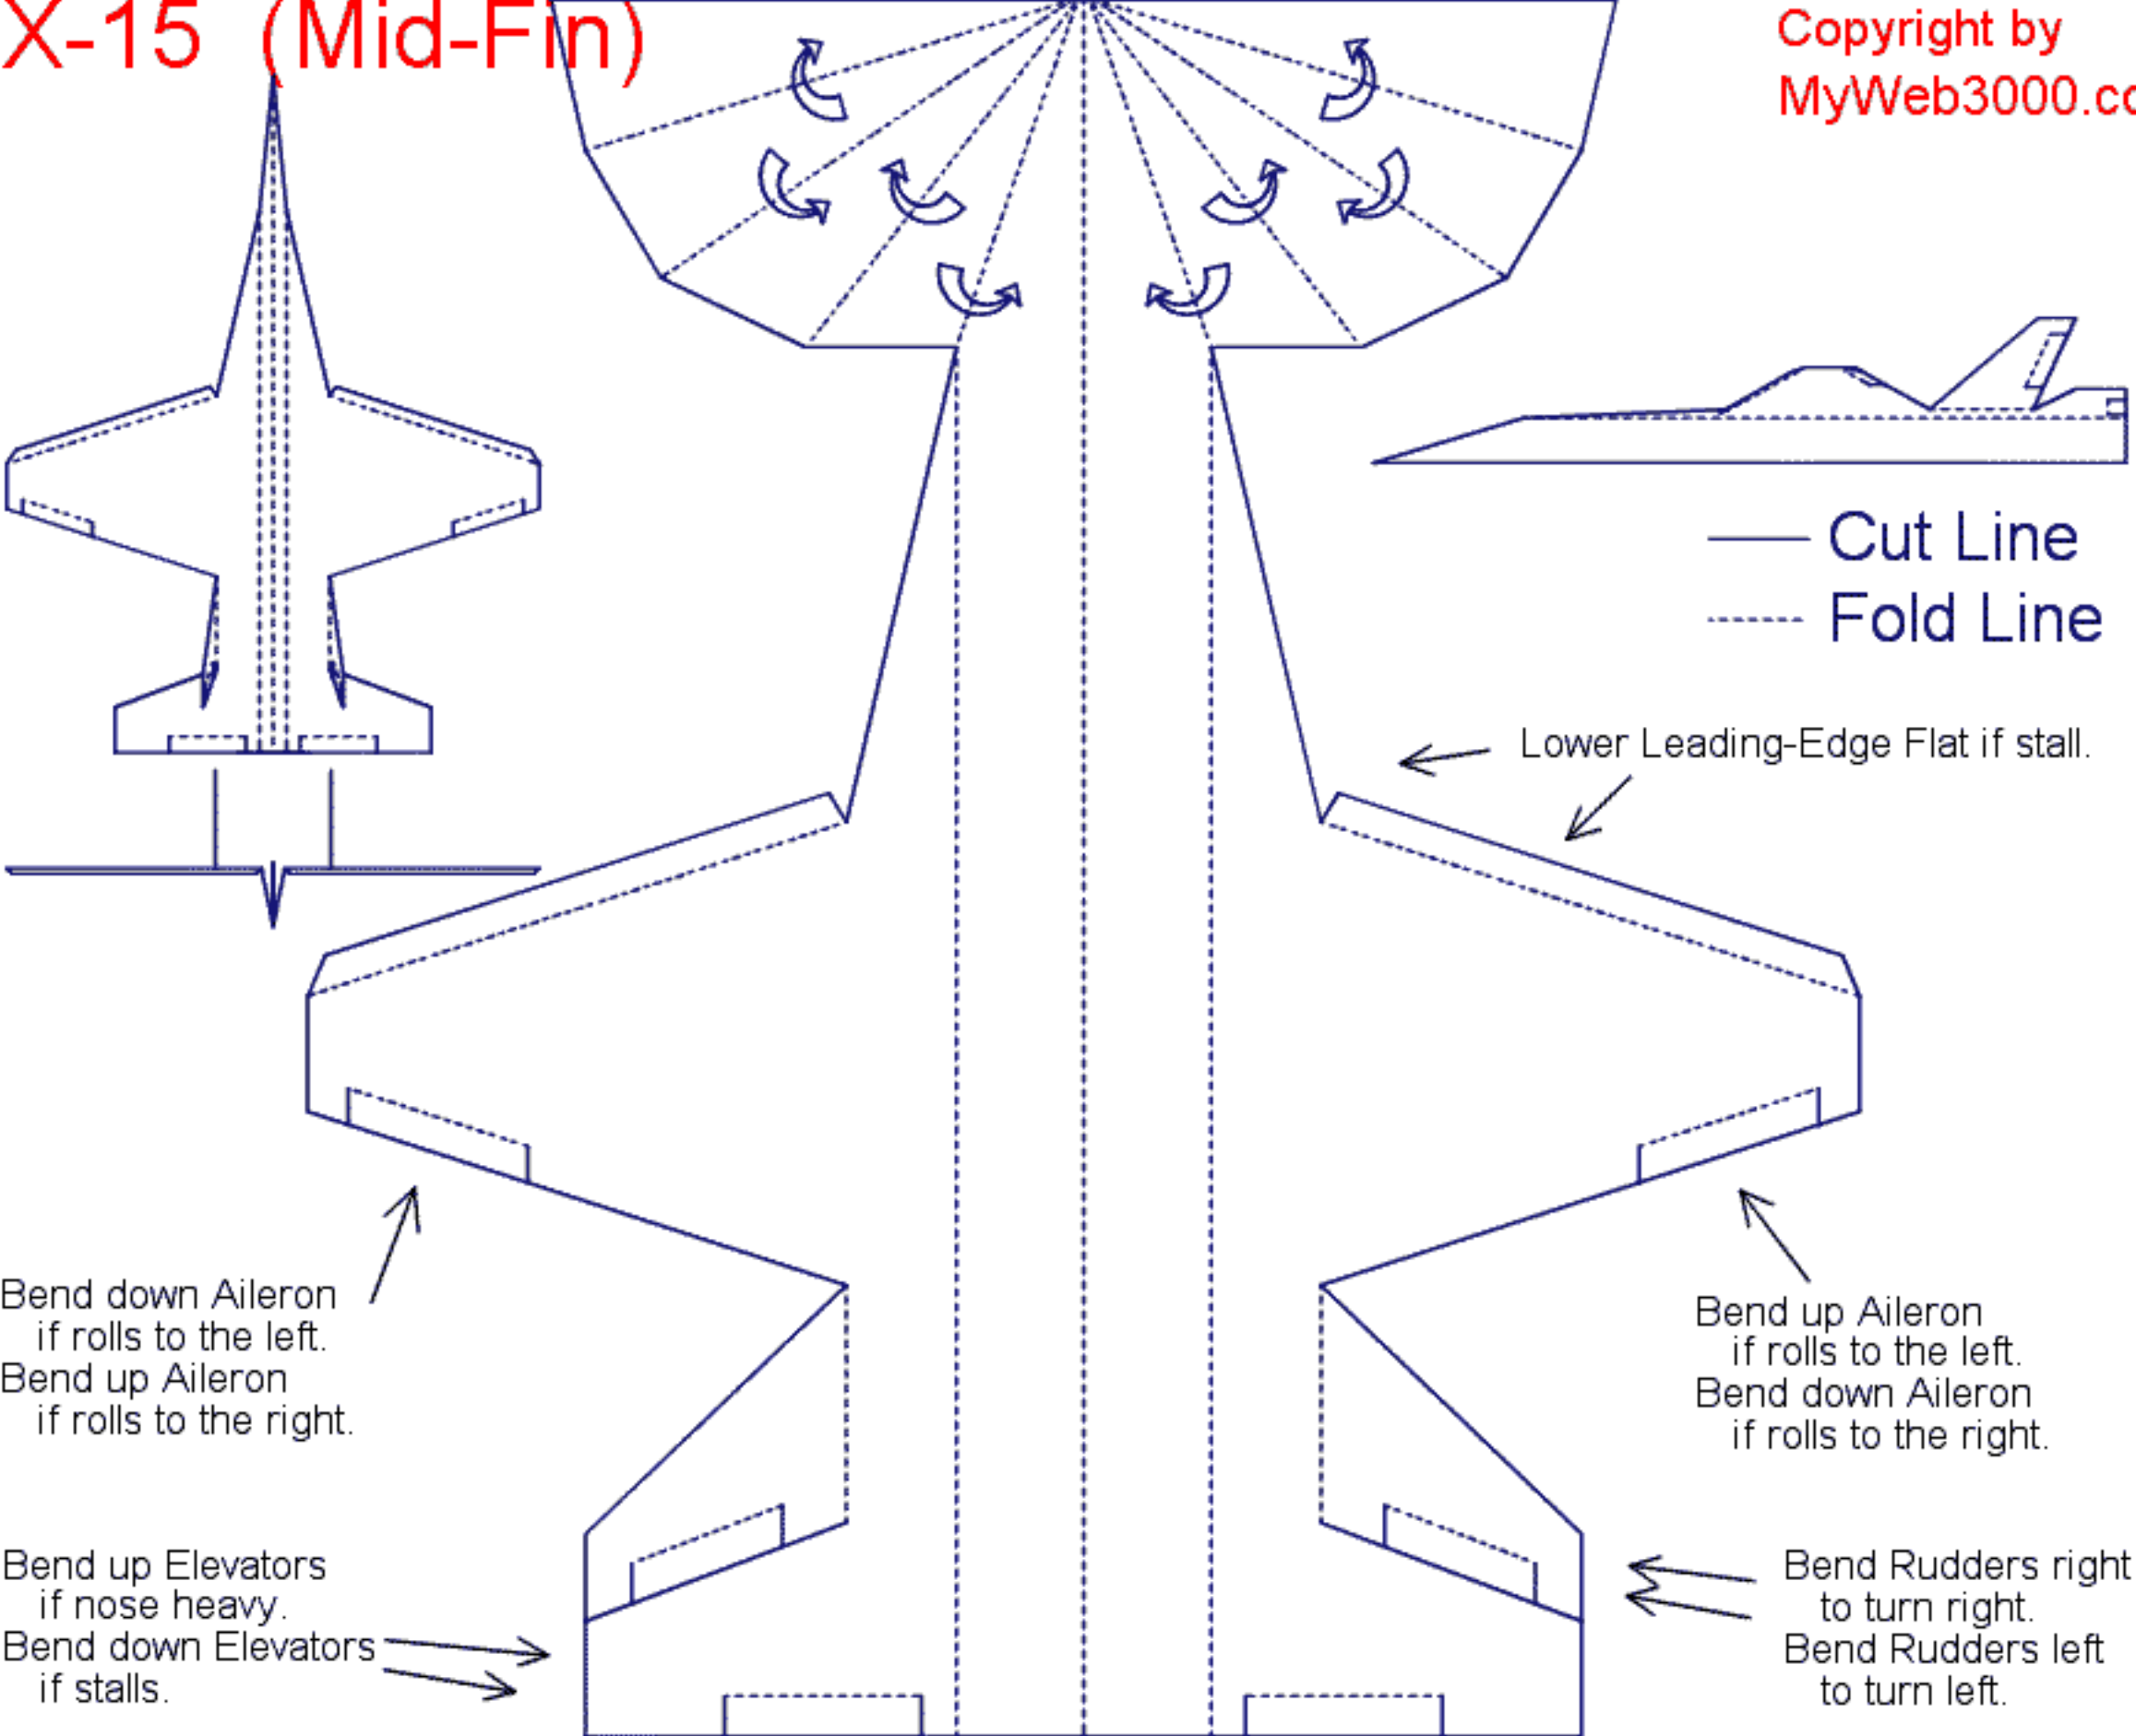 X-15 (Mid-Fin)
Copyright by
MyWeb3000.co
Cut Line
Fold Line
Lower Leading-Edge Flat if stall.
Bend down Aileron
if rolls to the left.
Bend up Aileron
if rolls to the right.
Bend up Aileron
if rolls to the left.
Bend down Aileron
if rolls to the right.
Bend up Elevators
if nose heavy.
Bend down Elevators
if stalls.
Bend Rudders right
to turn right.
Bend Rudders left
to turn left.